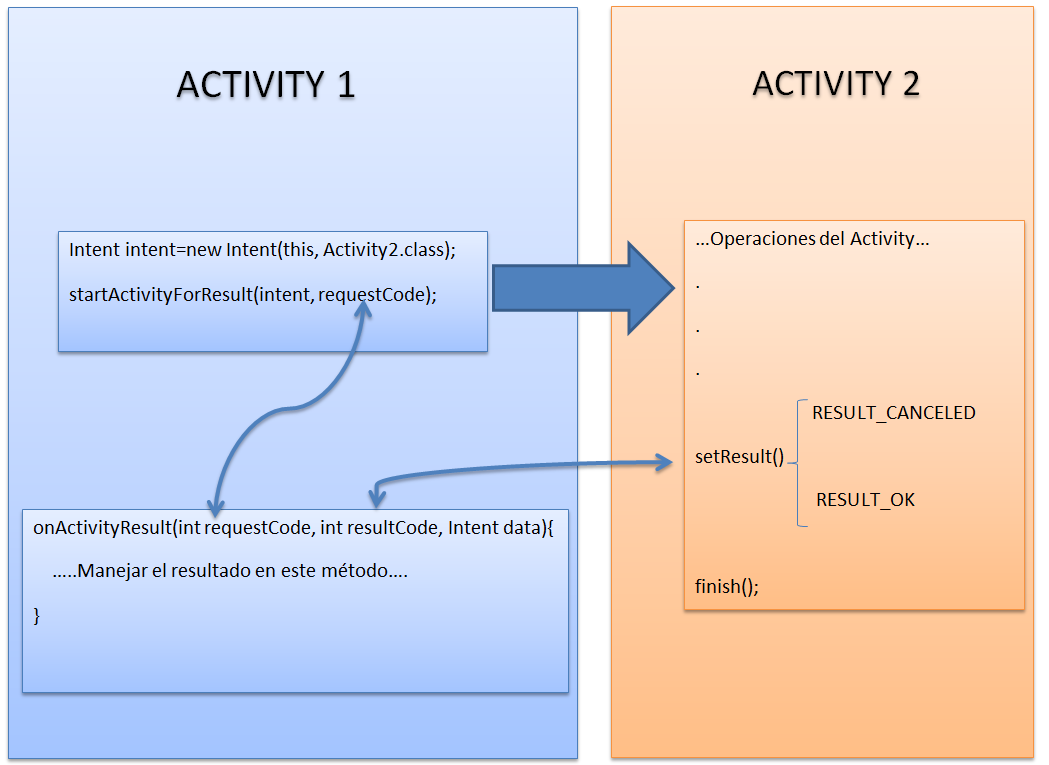 ACTIVITY 1
Intent intent=new Intent(this, Activity2.class);
startActivityForResult(intent, requestCode);
onActivityResult(int requestCode, int resultCode, Intent data){
.....Manejar el resultado en este método....
}
ACTIVITY 2
...Operaciones del Activity...
.
.
.
RESULT_CANCELED
setResult()
RESULT_OK
finish();